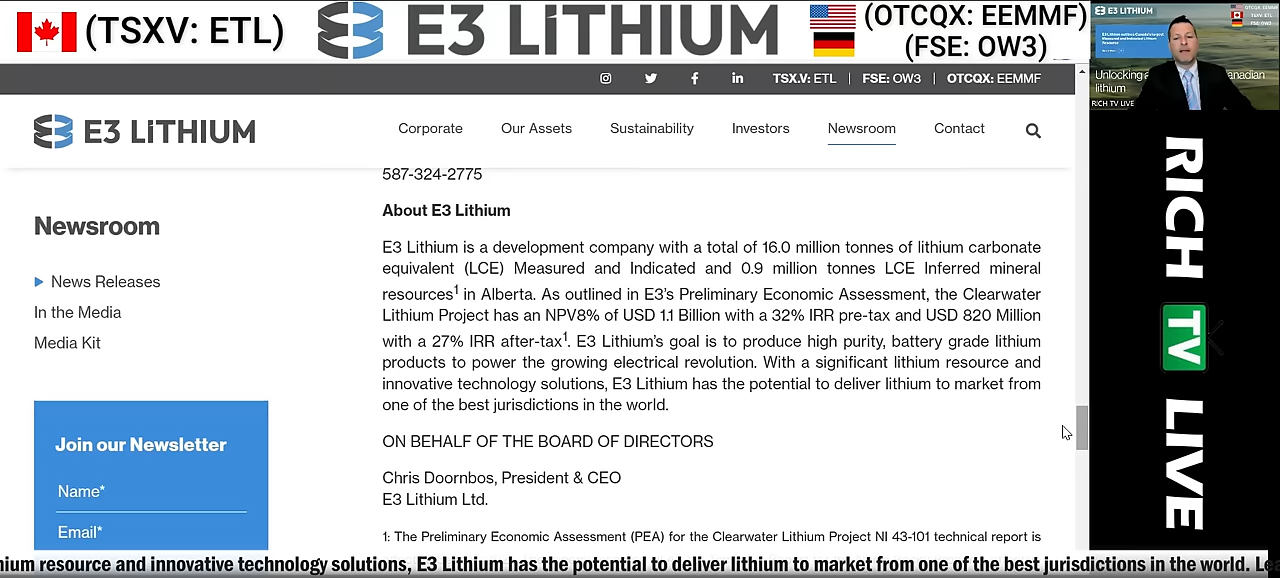 (TSXV: ETL)
E3 LiTHIUM
(OTCQX: EEMMF)
(FSE: OW3)
TSX.V: ETL | FSE: OW3 | OTCQX: EEMMF
E3 LiTHIUM
Corporate Our Assets Sustainability Investors Newsroom Contact
587-324-2775
Newsroom
News Releases
In the Media
Media Kit
Join our Newsletter
Name*
Email*
About E3 Lithium
E3 Lithium is a development company with a total of 16.0 million tonnes of lithium carbonate
equivalent (LCE) Measured and Indicated and 0.9 million tonnes LCE Inferred mineral
resources1 in Alberta. As outlined in E3's Preliminary Economic Assessment, the Clearwater
Lithium Project has an NPV8% of USD 1.1 Billion with a 32% IRR pre-tax and USD 820 Million
with a 27% IRR after-tax1. E3 Lithium's goal is to produce high purity, battery grade lithium
products to power the growing electrical revolution. With a significant lithium resource and
innovative technology solutions, E3 Lithium has the potential to deliver lithium to market from
one of the best jurisdictions in the world.
ON BEHALF OF THE BOARD OF DIRECTORS
Chris Doornbos, President & CEO
E3 Lithium Ltd.
1: The Preliminary Economic Assessment (PEA) for the Clearwater Lithium Project NI 43-101 technical report is
E3 LITHIUM
Unlocking
anadian
lithium
RICH TV LIVE
RICH TV LIVE
nium resource and innovative technology solutions, E3 Lithium has the potential to deliver lithium to market from one of the best jurisdictions in the world. Le